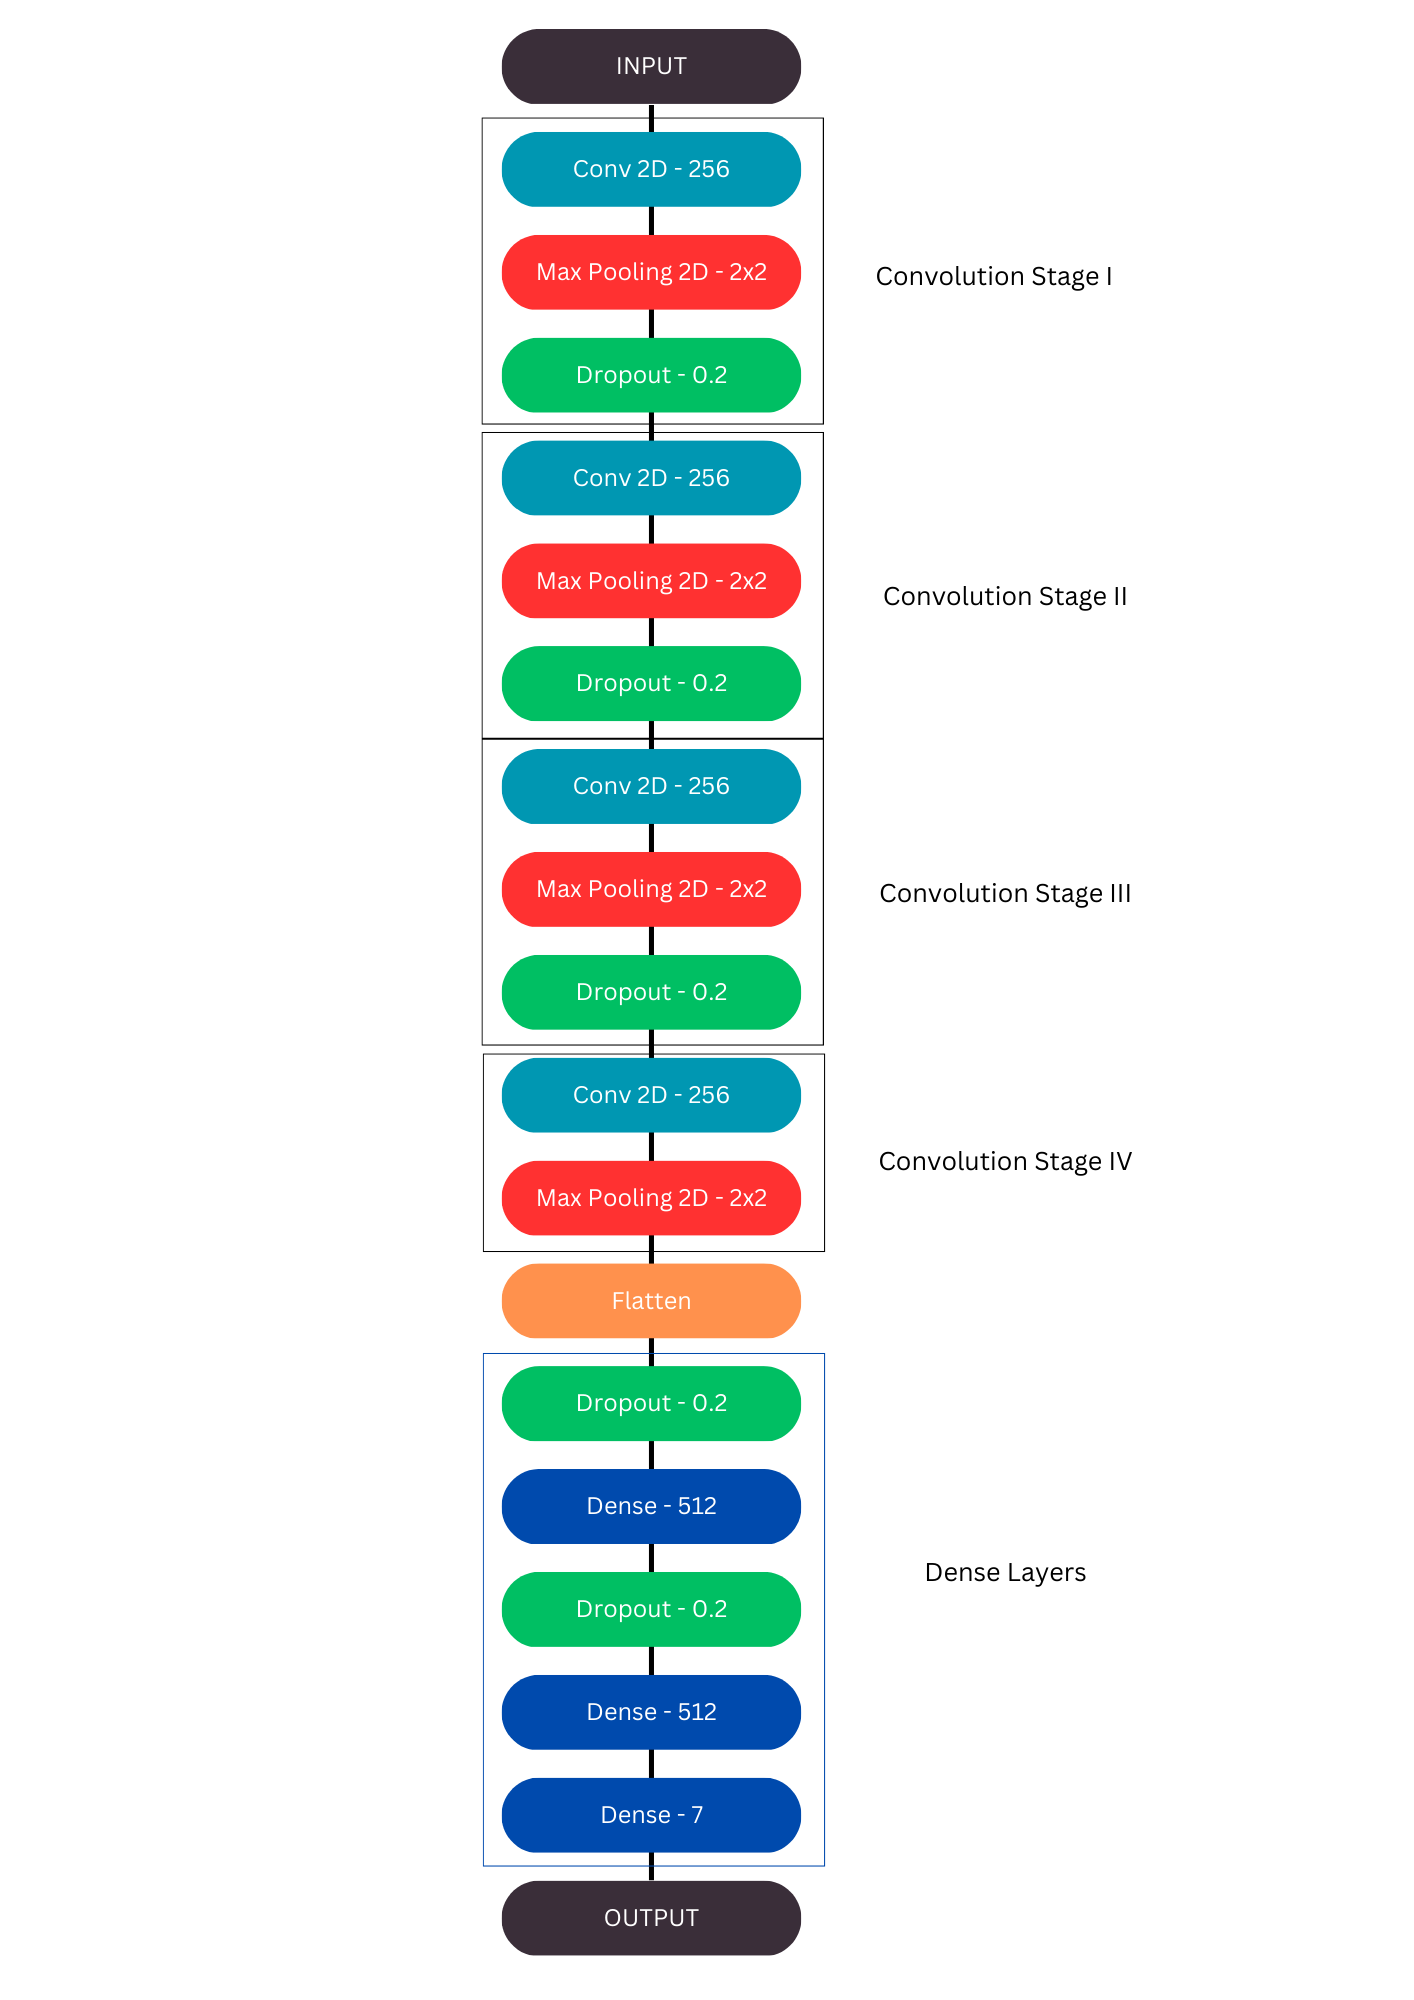 INPUT
Conv 2D - 256
Max Pooling 2D - 2x2
Convolution Stage I
Dropout - 0.2
Conv 2D - 256
Max Pooling 2D - 2x2
Convolution Stage II
Dropout - 0.2
Conv 2D - 256
Max Pooling 2D - 2x2
Convolution Stage III
Dropout - 0.2
Conv 2D - 256
Convolution Stage IV
Max Pooling 2D - 2x2
Flatten
Dropout - 0.2
Dense - 512
Dense Layers
Dropout - 0.2
Dense - 512
Dense - 7
OUTPUT